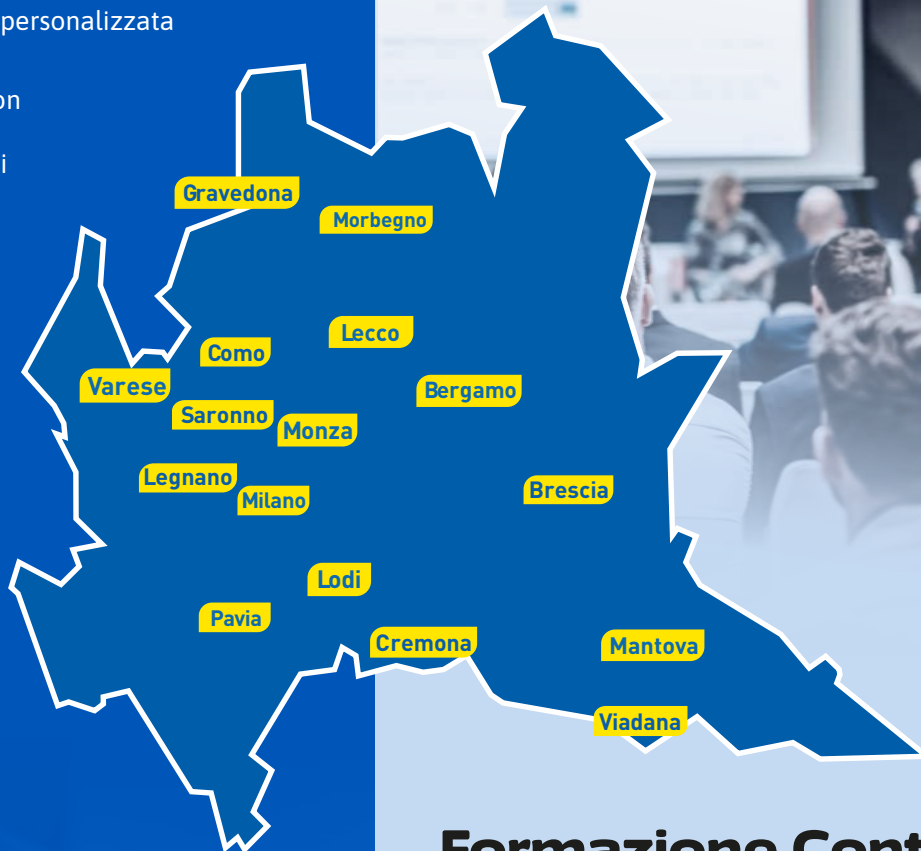 personalizzata
on
i
Gravedona
Morbegno
Lecco
Como
Varese
Bergamo
Saronno
Monza
Legnano
Milano
Brescia
Lodi
Pavia
Cremona
Mantova
Viadana
Formazione Cont